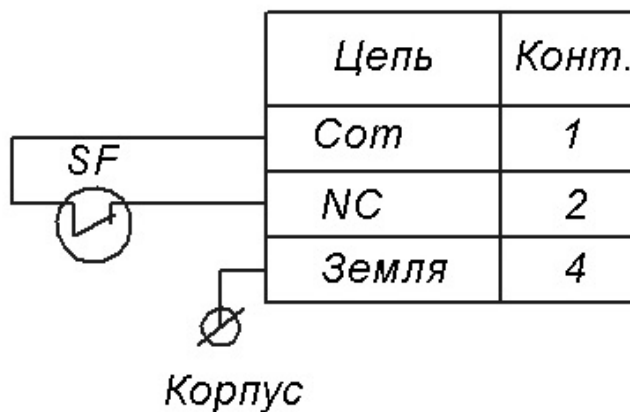 Цепь Конт.
Com 1
SF
NC 2
Земля 4
Корпус